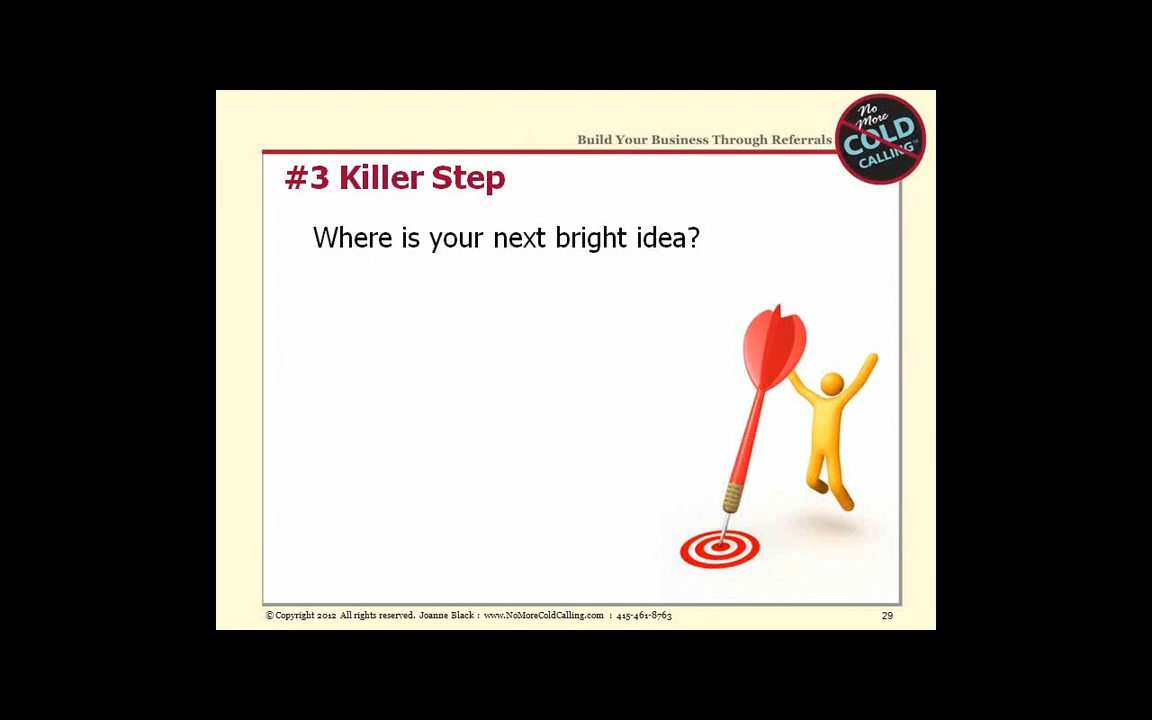 Build Your Business Through Referrals
No
More
COLD
CALLING™
#3 Killer Step
Where is your next bright idea?
© Copyright 2012 All rights reserved. Joanne Black : www.NoMoreColdCalling.com : 415-461-8763
29